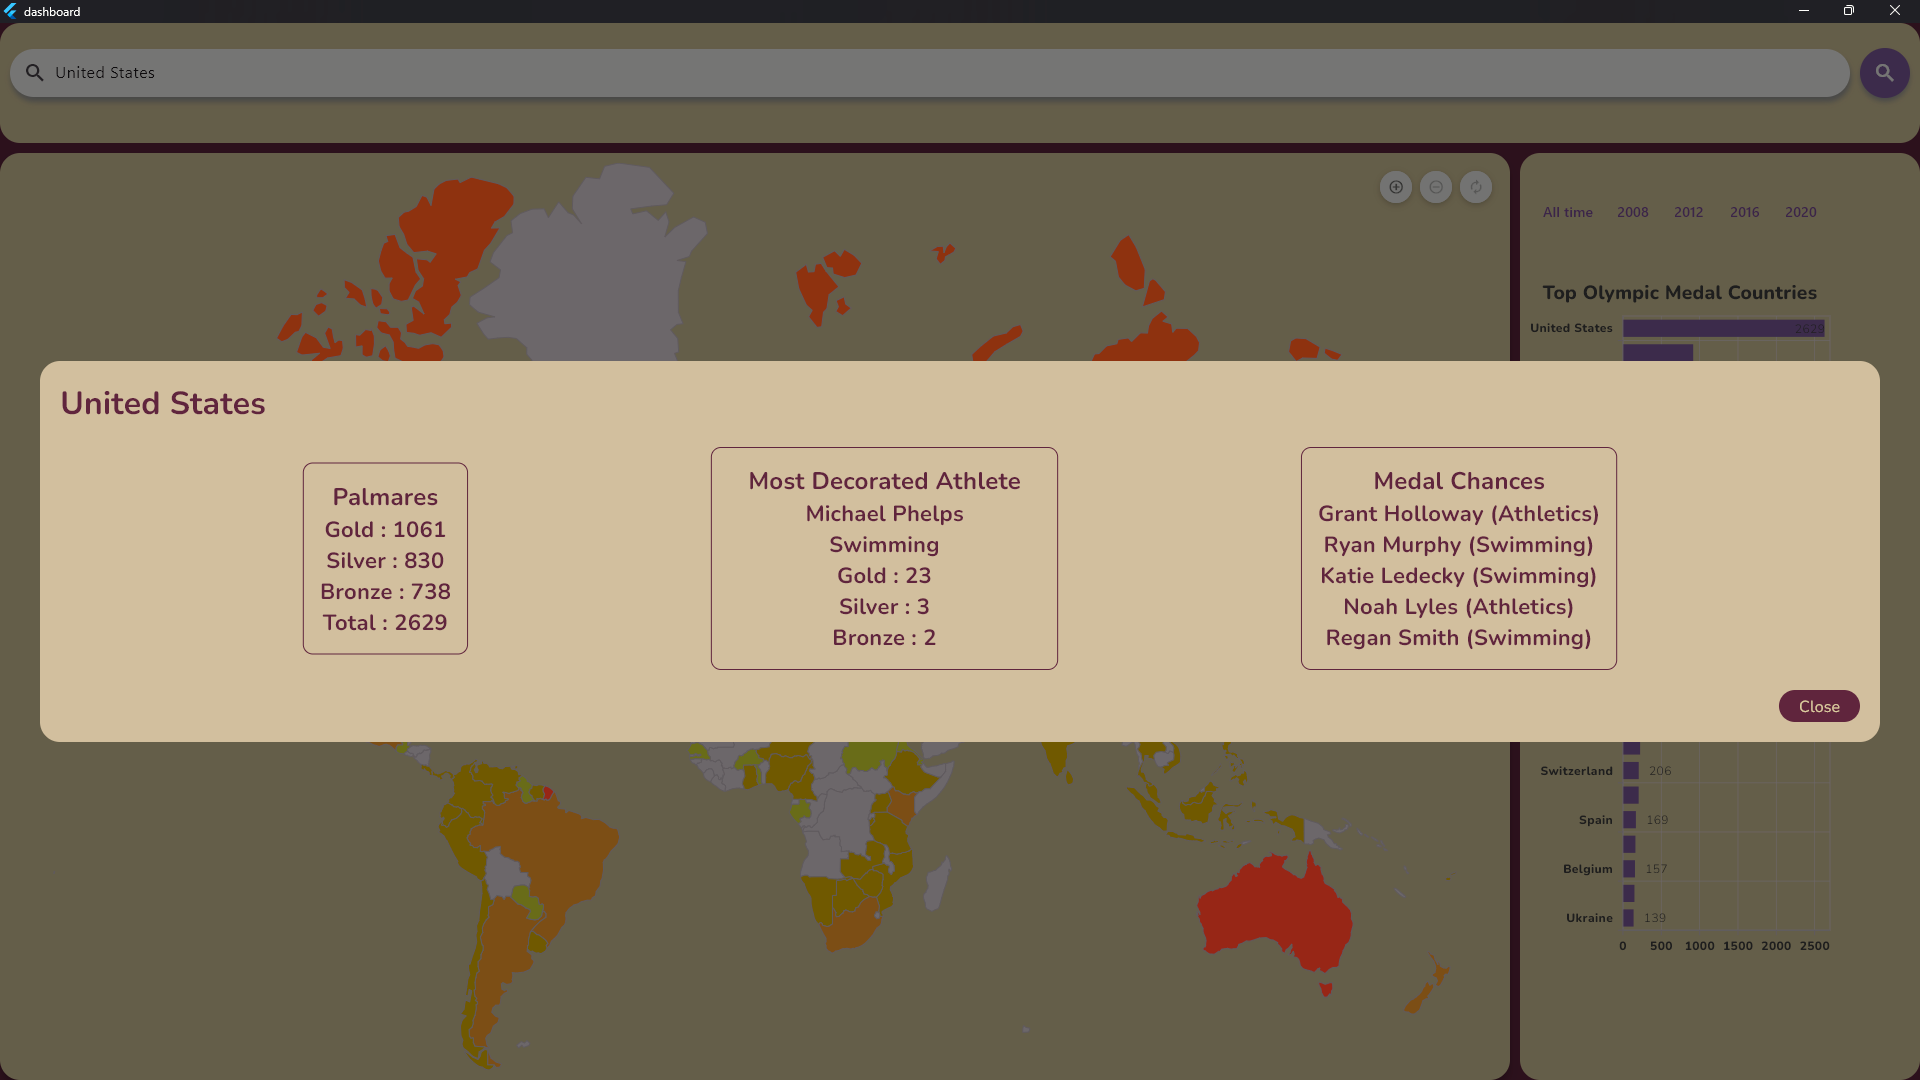 dashboard
United States
All time 2008 2012 2016 2020
Top Olympic Medal Countries
United States 2629
United States
Palmares
Gold : 1061
Silver : 830
Bronze : 738
Total : 2629
Most Decorated Athlete
Michael Phelps
Swimming
Gold : 23
Silver : 3
Bronze : 2
Medal Chances
Grant Holloway (Athletics)
Ryan Murphy (Swimming)
Katie Ledecky (Swimming)
Noah Lyles (Athletics)
Regan Smith (Swimming)
Close
Switzerland 206
Spain 169
Belgium 157
Ukraine 139
0 500 1000 1500 2000 2500